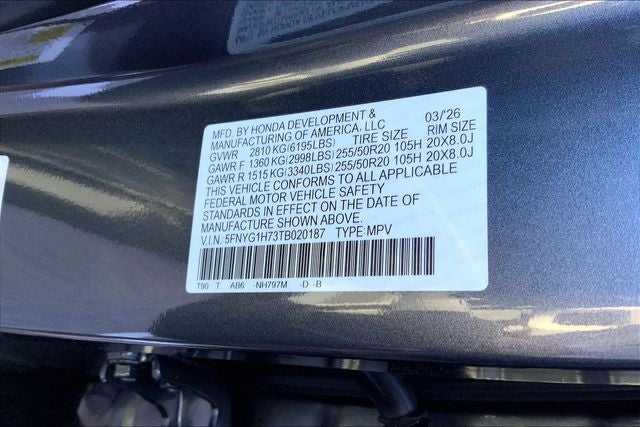 MFD. BY HONDA DEVELOPMENT & 03/'26
MANUFACTURING OF AMERICA, LLC
GVWR 2810 KG(6195LBS) TIRE SIZE RIM SIZE
GAWR F 1360 KG(2998LBS) 255/50R20 105H 20X8.0J
GAWR R 1515 KG(3340LBS) 255/50R20 105H 20X8.0J
THIS VEHICLE CONFORMS TO ALL APPLICABLE
FEDERAL MOTOR VEHICLE SAFETY
STANDARDS IN EFFECT ON THE DATE OF
MANUFACTURE SHOWN ABOVE.
V.I.N. 5FNYG1H73TB020187 TYPE: MPV
T90 T AB6 -NH797M -D -B